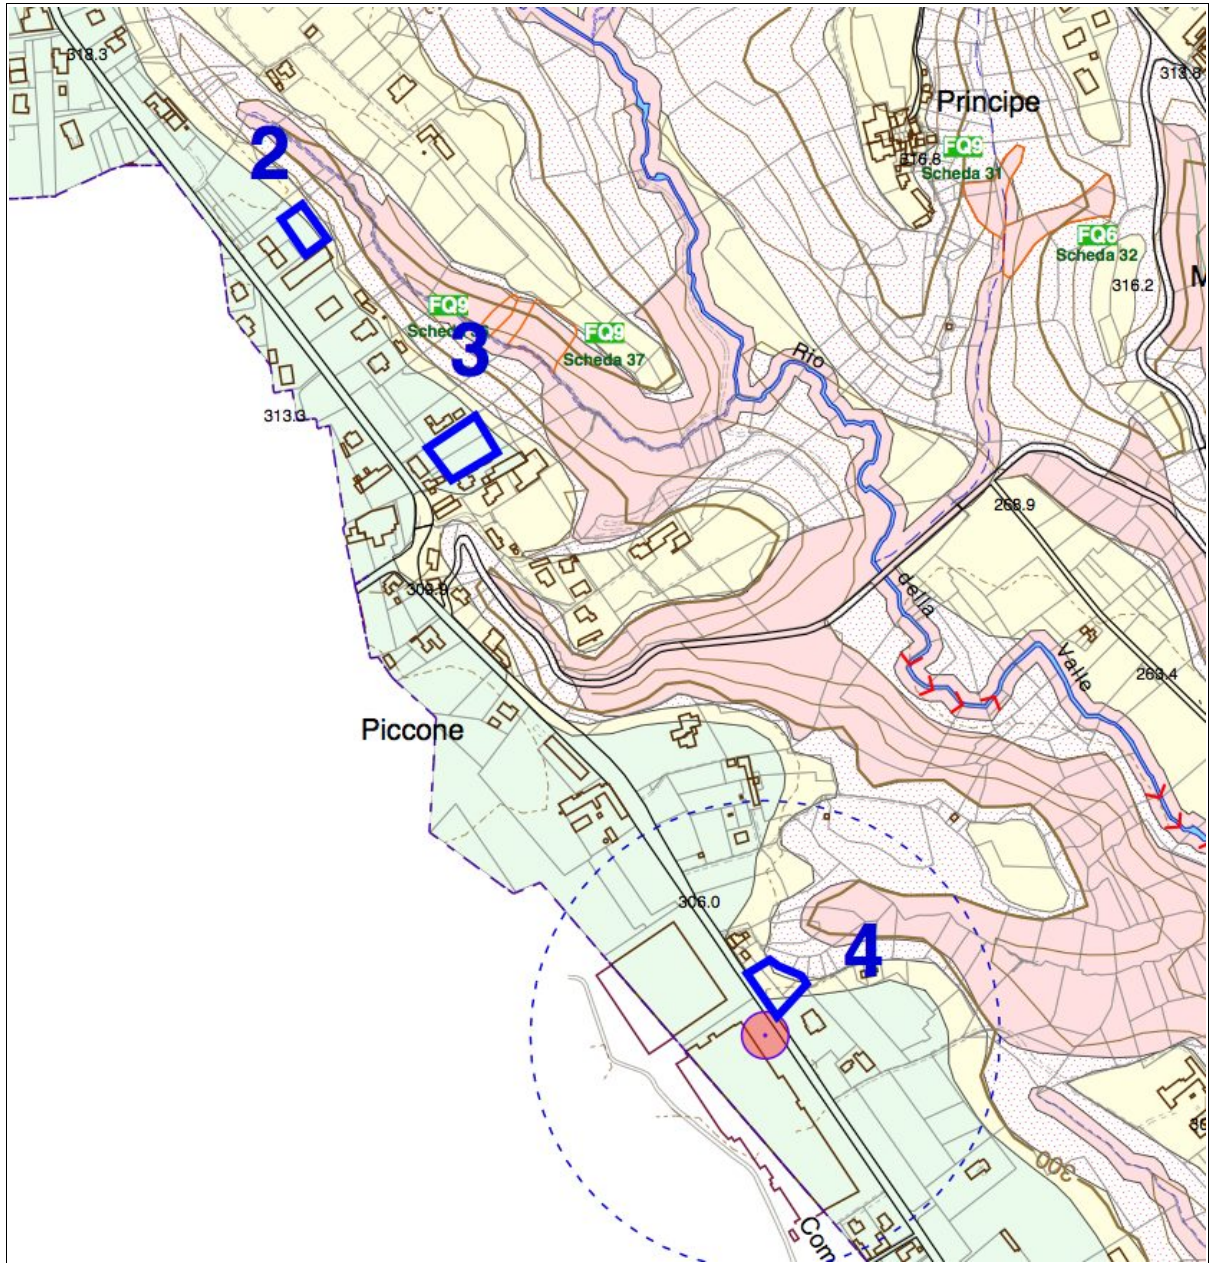 318.3
313.8
Principe
2
FQ9
316.8
Scheda 31
FQ6
Scheda 32
316.2
M
FQ9
FQ9
3
Scheda 37
Rio
313.3
268.9
309.9
della
Valle
263.4
Piccone
306.0
4
300
Com